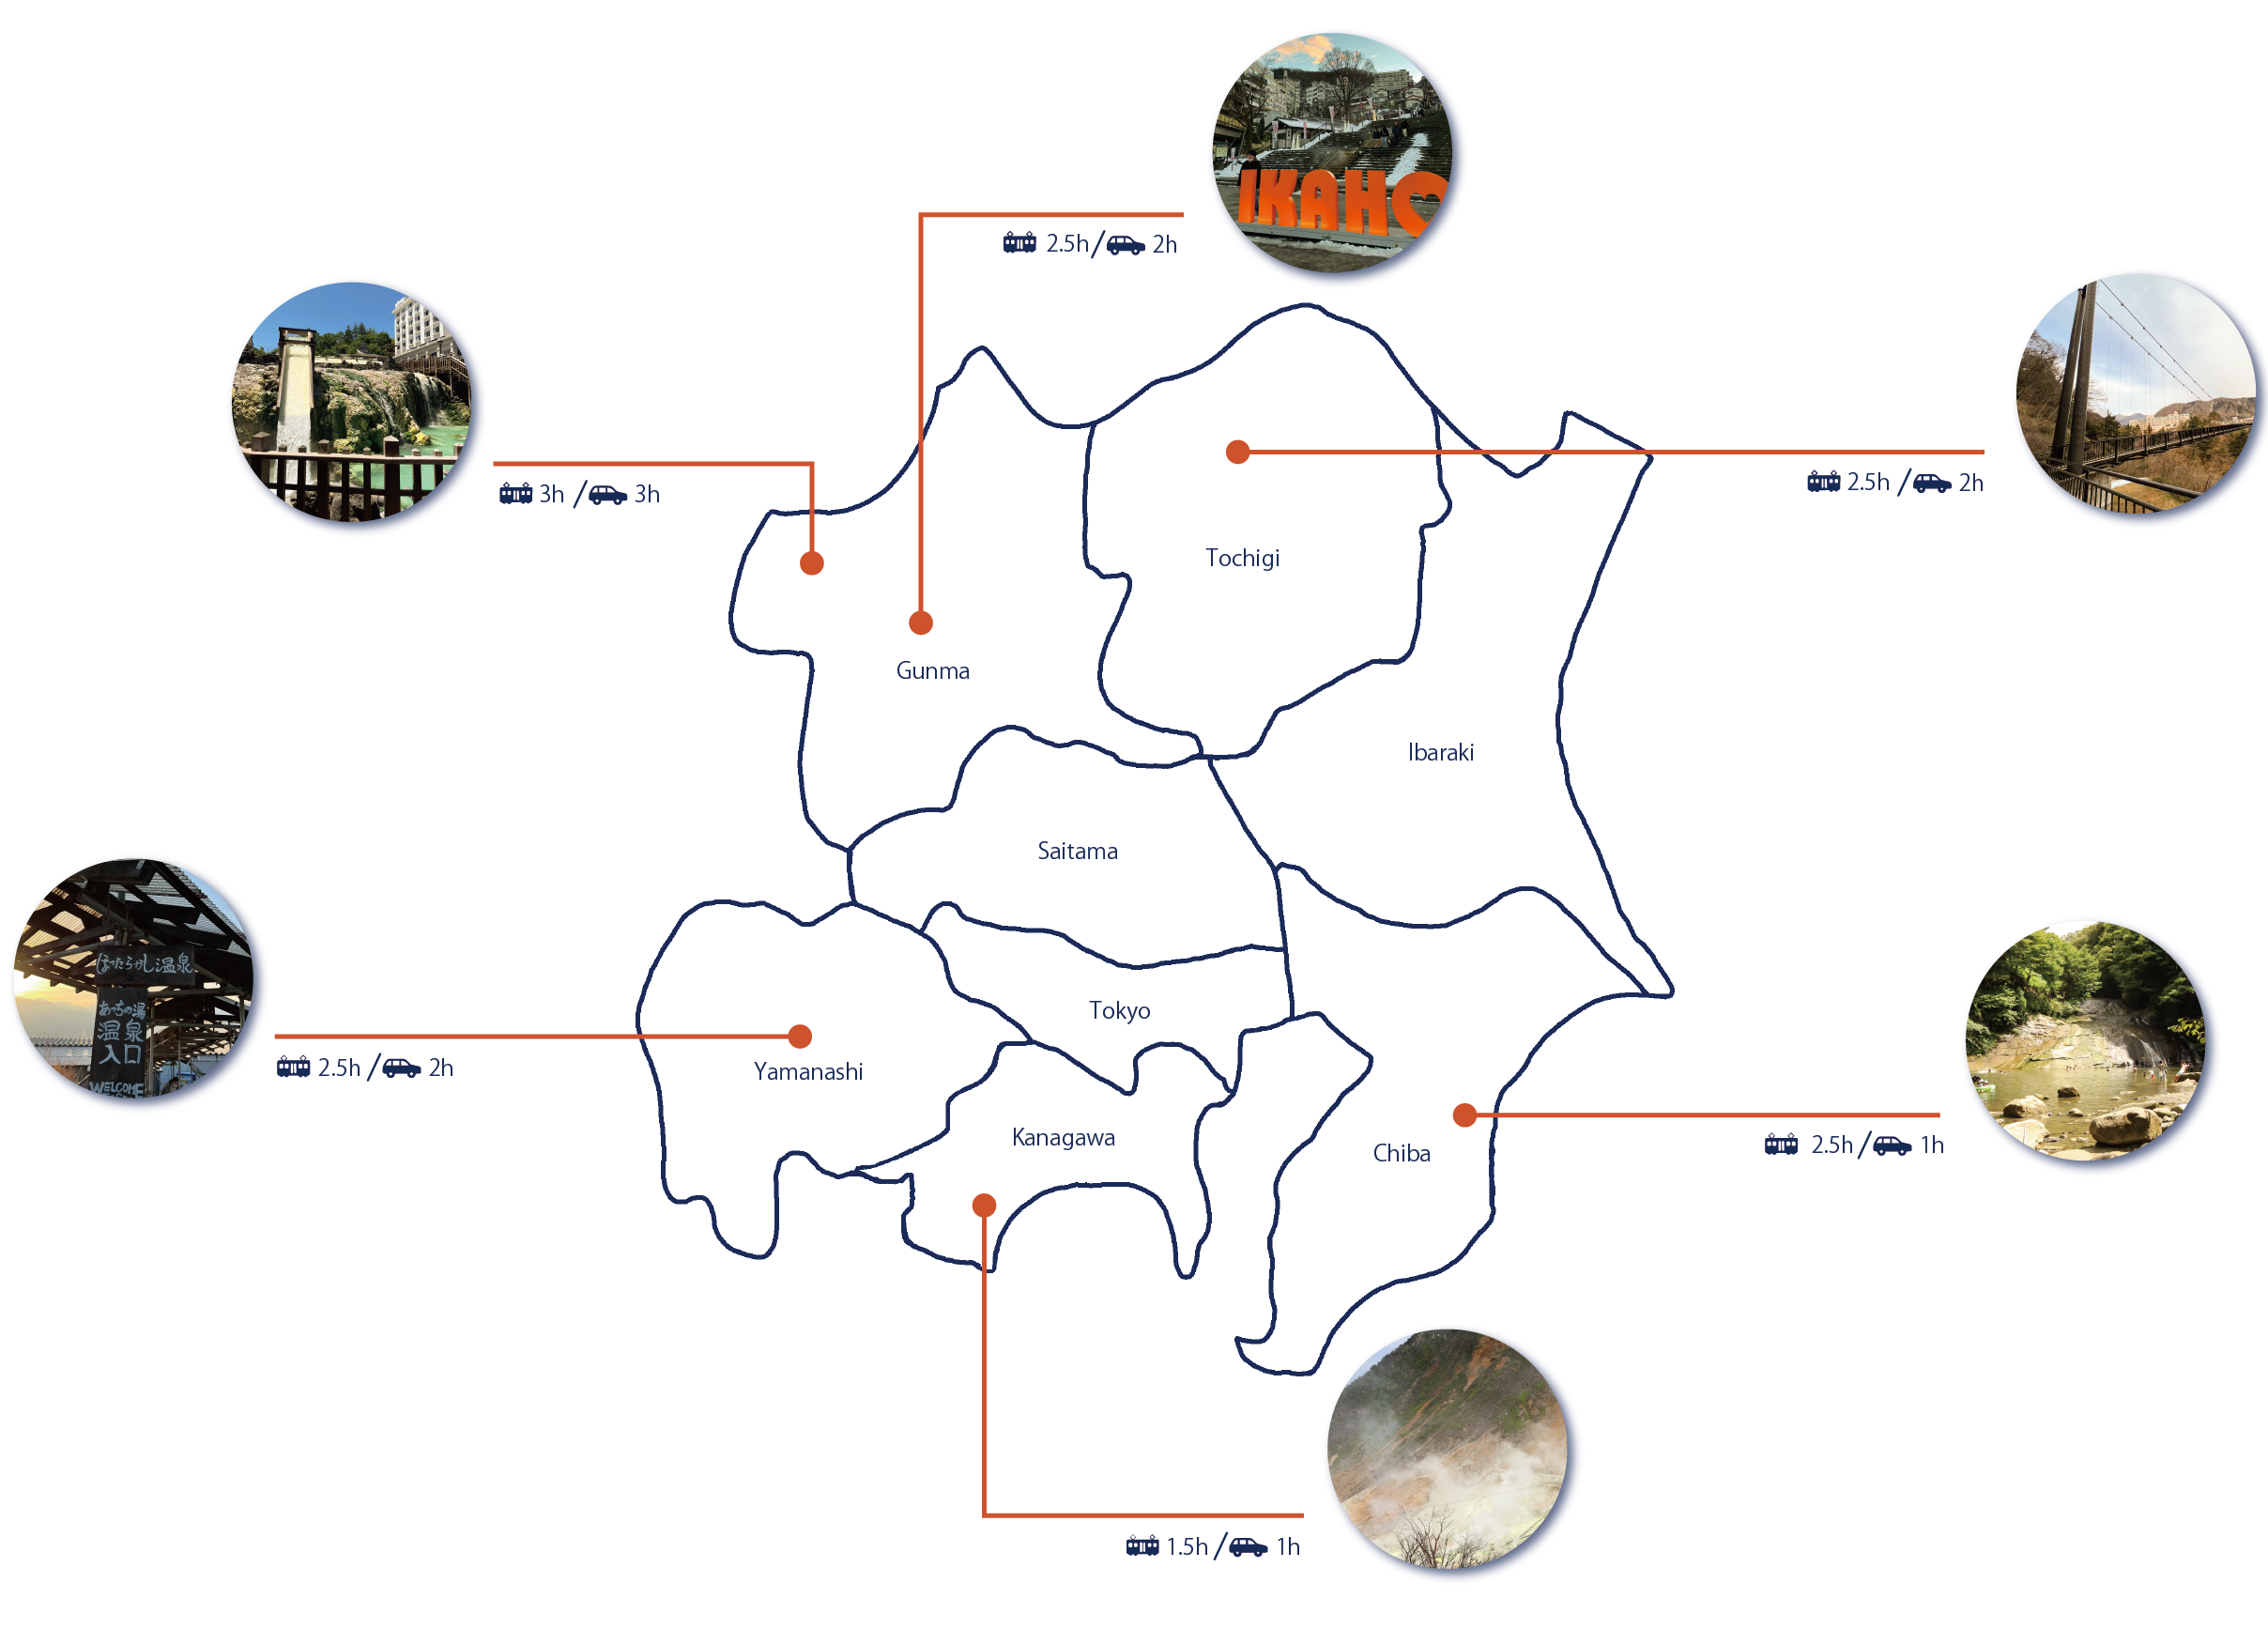 IKAHO
2.5h/2h
3h/3h
2.5h/2h
Tochigi
Gunma
Ibaraki
Saitama
ほったらかし温泉
あっちの湯
温泉
入口
WELCOME
Tokyo
2.5h/2h
Yamanashi
Kanagawa
Chiba
2.5h/1h
1.5h/1h